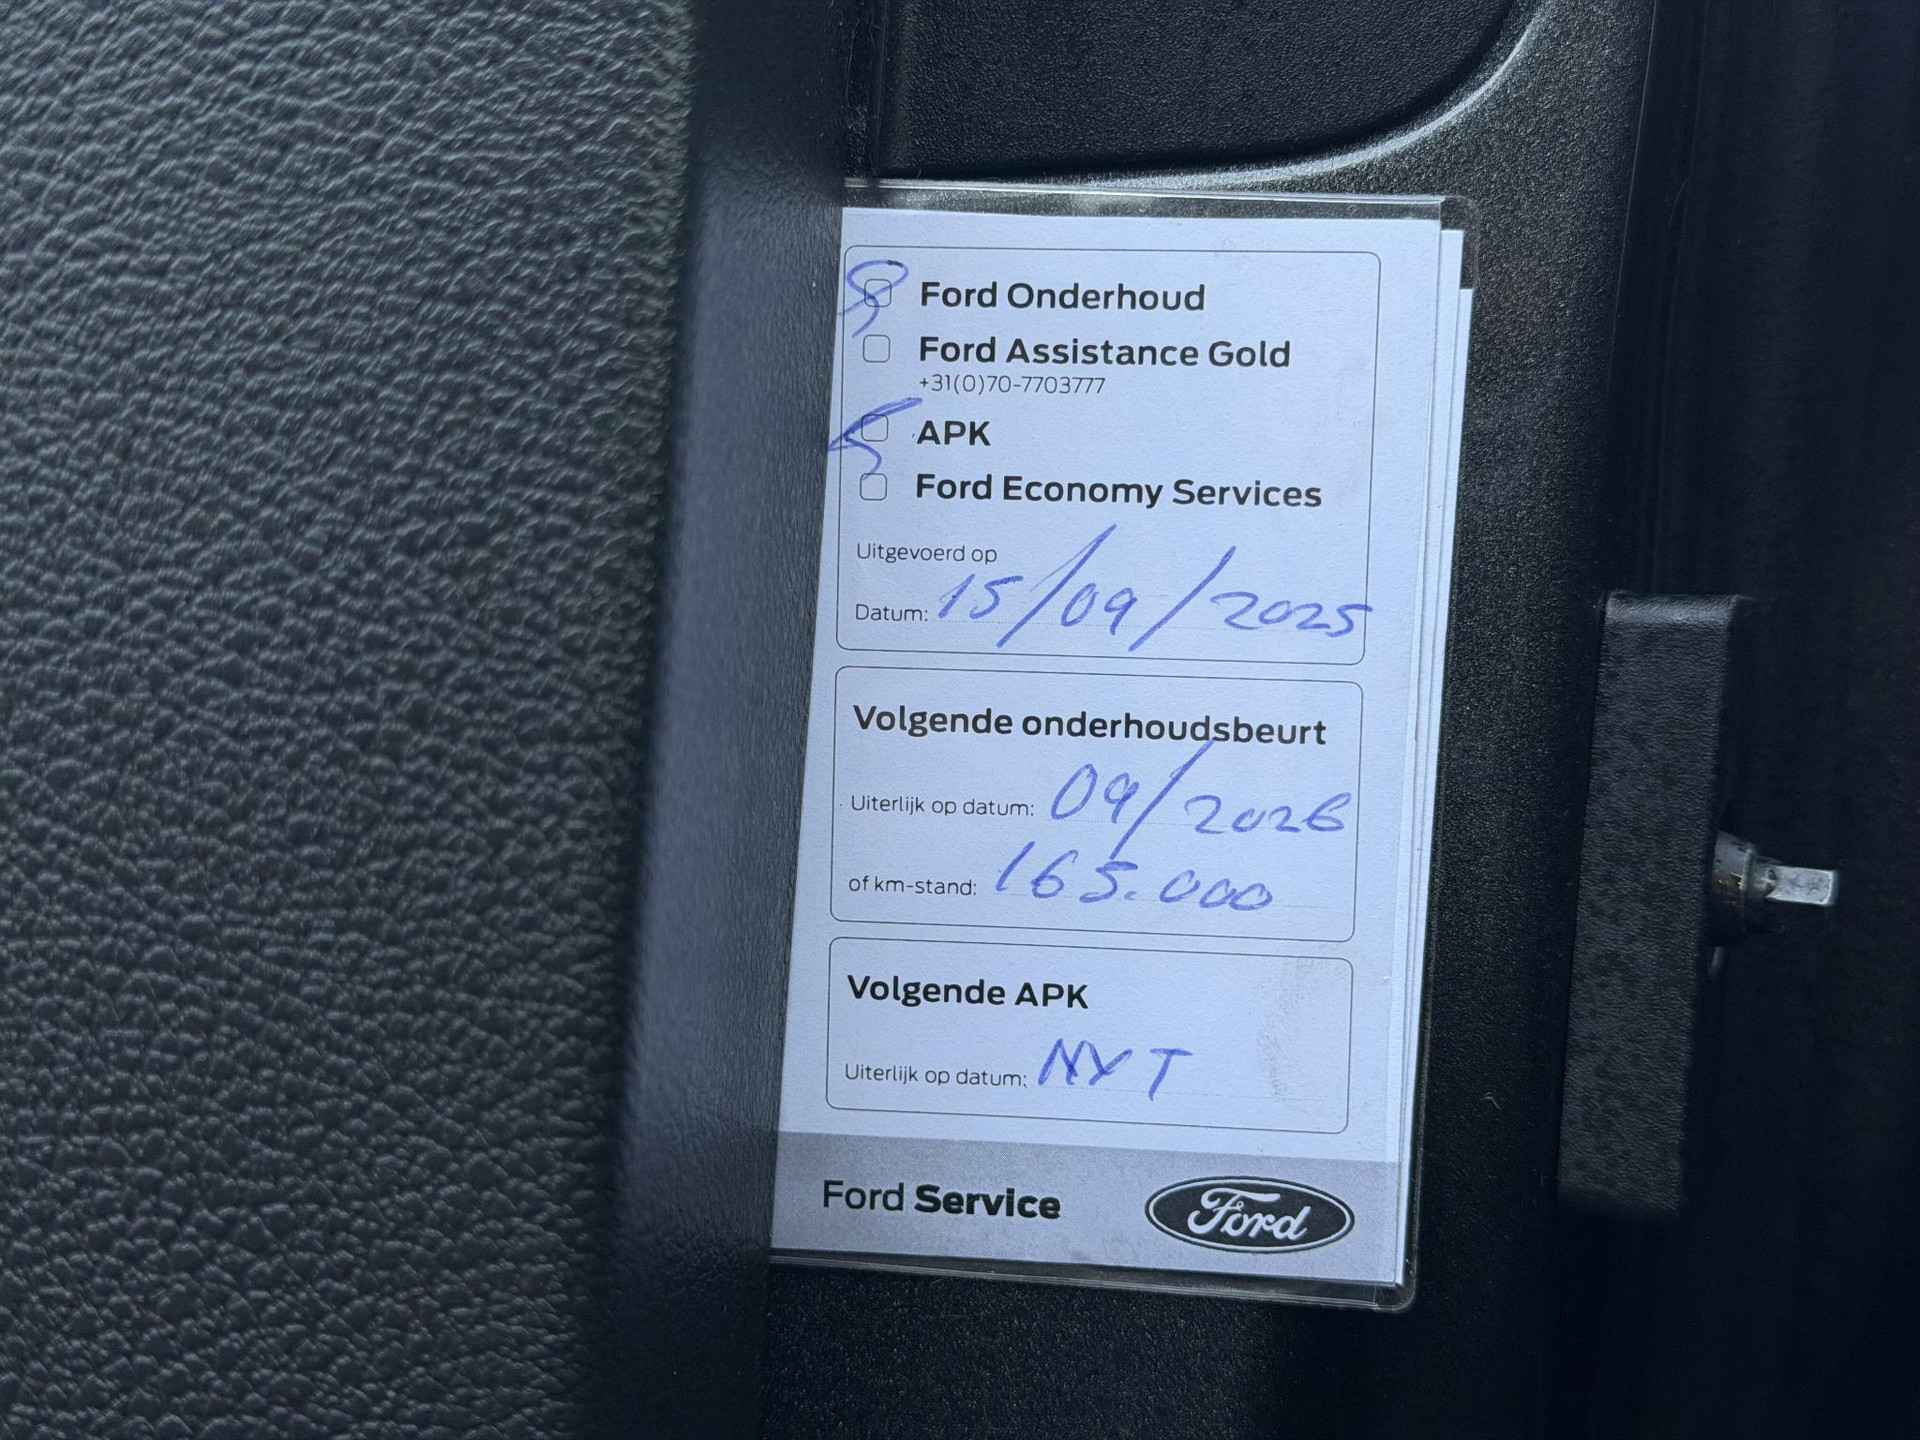 Ford Onderhoud
Ford Assistance Gold
+31(0)70-7703777
APK
Ford Economy Services
Uitgevoerd op
Datum: 15/09/2025
Volgende onderhoudsbeurt
Uiterlijk op datum: 09/2026
of km-stand: 165.000
Volgende APK
Uiterlijk op datum: NXT
Ford Service
Ford